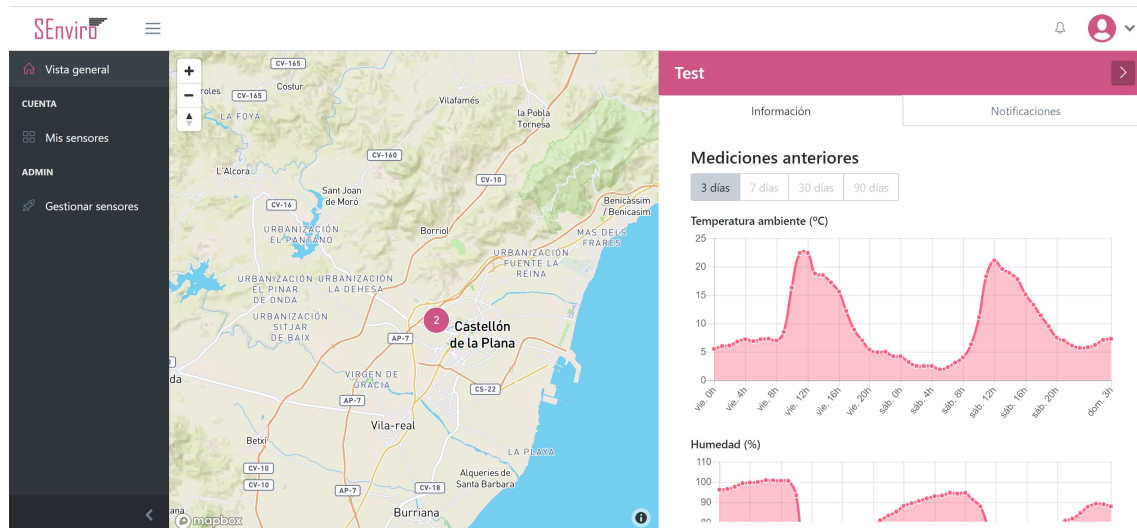 SEnviro
Vista general
CUENTA
Mis sensores
ADMIN
Gestionar sensores
CV-165
Costur
roles
CV-165
Vilafamés
LA FOYA
la Pobla
Tornesa
CV-160
L'Alcora
CV-10
Sant Joan
de Moró
CV-16
Benicàssim
/ Benicasim
URBANIZACIÓN
EL PANTANO
Borriol
MAS DELS
FRARES
URBANIZACIÓN
FUENTE LA
REINA
URBANIZACIÓN
EL PINAR
DE ONDA
URBANIZACIÓN
LA DEHESA
URBANIZACIÓN
SITJAR
DE BAIX
2
Castellón
de la Plana
AP-7
da
VIRGEN DE
GRACIA
CS-22
AP-7
Vila-real
Betxí
LA PLAYA
CV-10
CV-10
Alqueries de
Santa Barbara
AP-7
CV-18
ana
Burriana
mapbox
Test
Información
Notificaciones
Mediciones anteriores
3 días
7 días
30 días
90 días
Temperatura ambiente (ºC)
25
20
15
10
5
0
vie. 0h
vie. 4h
vie. 8h
vie. 12h
vie. 16h
vie. 20h
sáb. 0h
sáb. 4h
sáb. 8h
sáb. 12h
sáb. 16h
sáb. 20h
dom. 3h
Humedad (%)
110
100
90